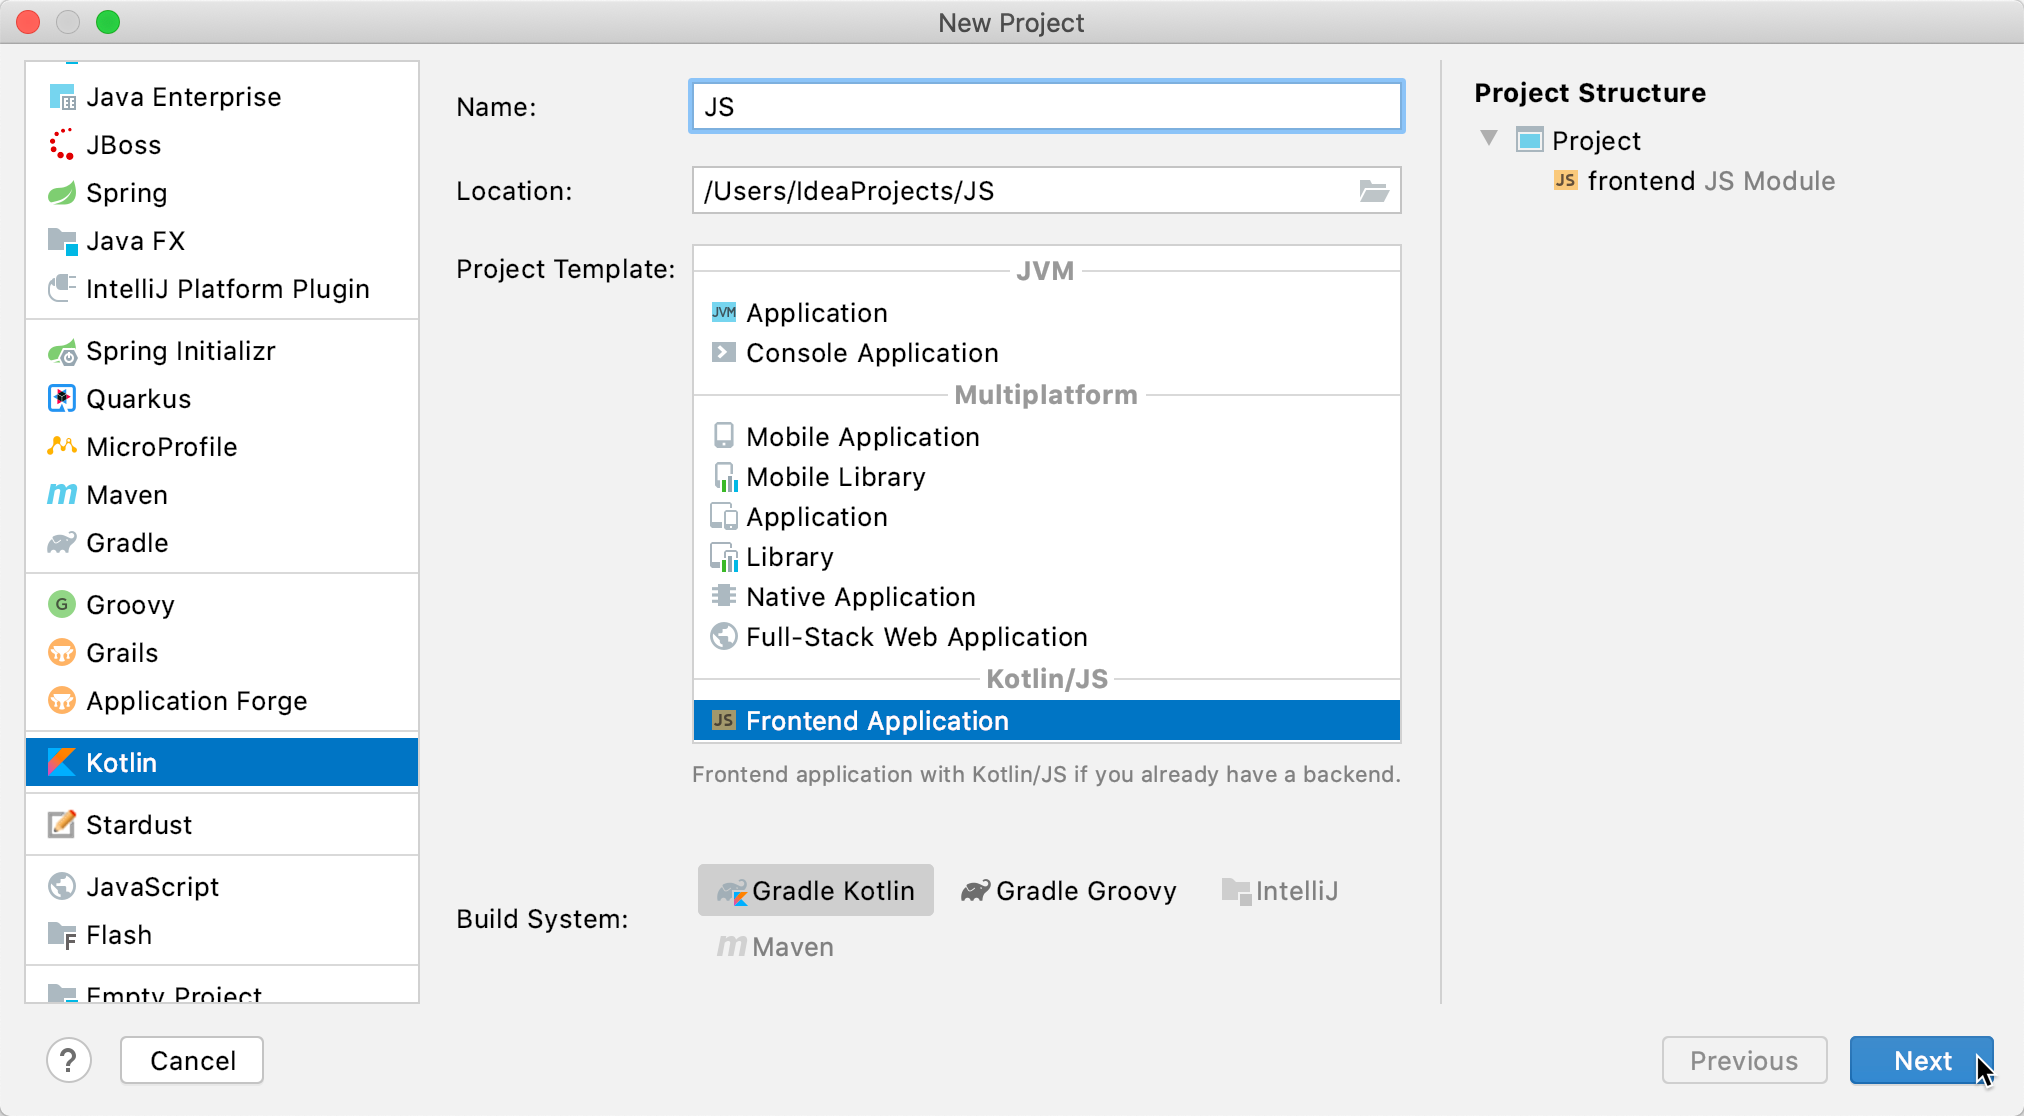 New Project
Java Enterprise
JBoss
Spring
Java FX
IntelliJ Platform Plugin
Spring Initializr
Quarkus
MicroProfile
m Maven
Gradle
G Groovy
Grails
Application Forge
Kotlin
Stardust
JavaScript
F Flash
Empty Project
Name: JS
Location: /Users/IdeaProjects/JS
Project Template:
JVM
JVM Application
Console Application
Multiplatform
Mobile Application
Mobile Library
Application
Library
Native Application
Full-Stack Web Application
Kotlin/JS
JS Frontend Application
Frontend application with Kotlin/JS if you already have a backend.
Build System:
Gradle Kotlin Gradle Groovy IntelliJ
m Maven
Project Structure
Project
JS frontend JS Module
? Cancel Previous Next